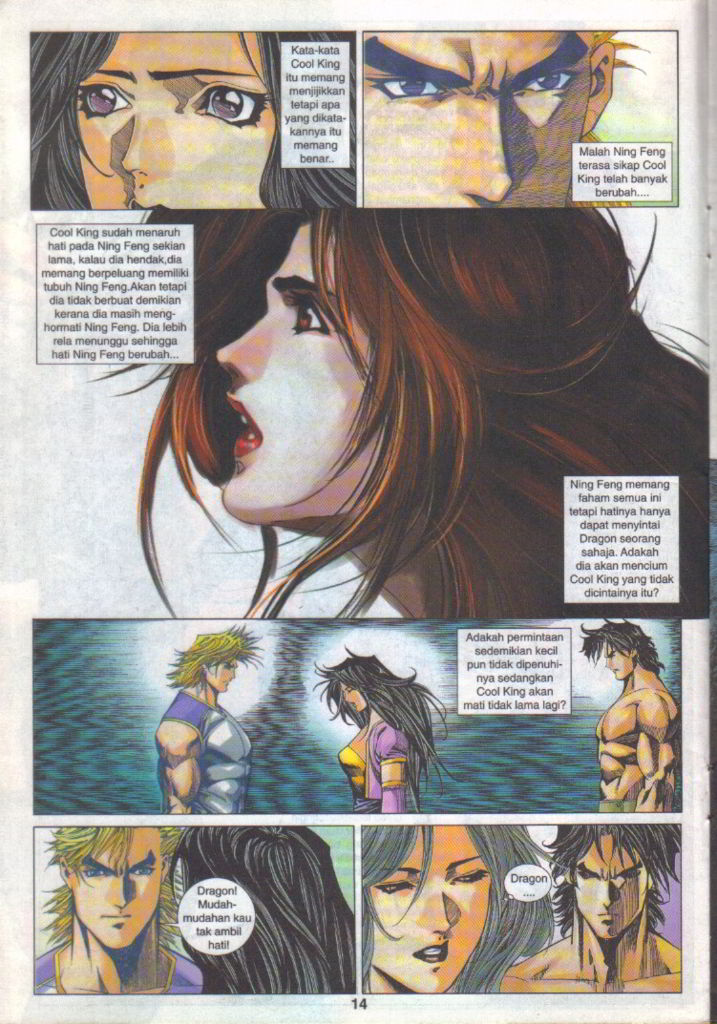 Kata-kata
Cool King
itu memang
menjijikkan
tetapi apa
yang dikata-
kannya itu
memang
benar..
Malah Ning Feng
terasa sikap Cool
King telah banyak
berubah....
Cool King sudah menaruh
hati pada Ning Feng sekian
lama, kalau dia hendak,dia
memang berpeluang memiliki
tubuh Ning Feng.Akan tetapi
dia tidak berbuat demikian
kerana dia masih meng-
hormati Ning Feng. Dia lebih
rela menunggu sehingga
hati Ning Feng berubah...
Ning Feng memang
faham semua ini
tetapi hatinya hanya
dapat menyintai
Dragon seorang
sahaja. Adakah
dia akan mencium
Cool King yang tidak
dicintainya itu?
Adakah permintaan
sedemikian kecil
pun tidak dipenuhi-
nya sedangkan
Cool King akan
mati tidak lama lagi?
Dragon!
Mudah-
mudahan kau
tak ambil
hati!
Dragon
....
14